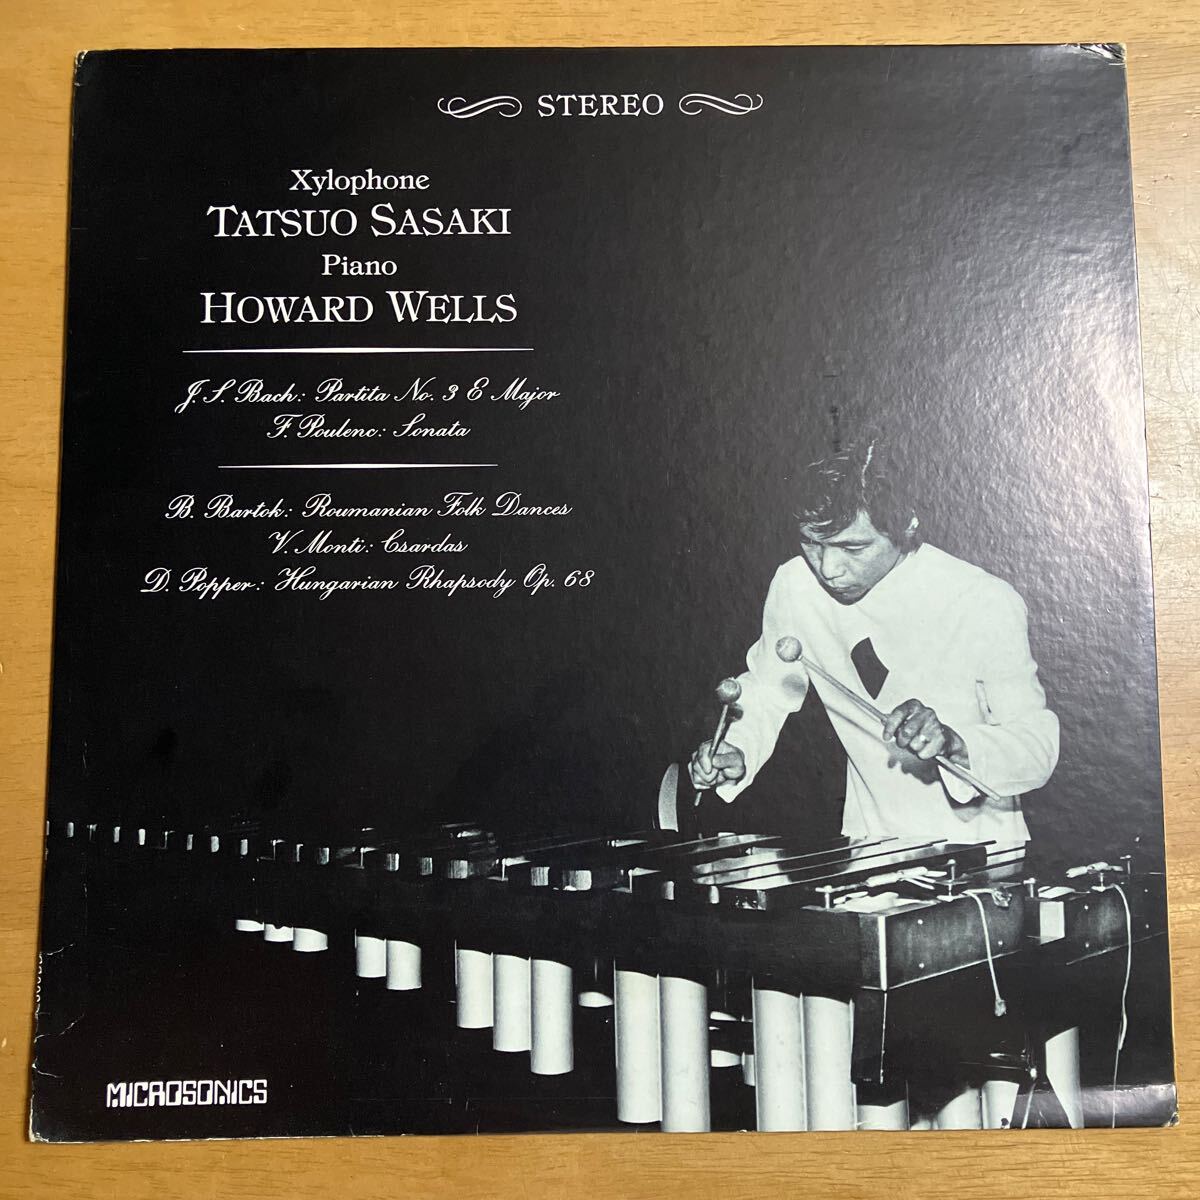 STEREO
Xylophone
TATSUO SASAKI
Piano
HOWARD WELLS
J. S. Bach: Partita No. 3 E Major
F. Poulenc: Sonata
B. Bartok: Roumanian Folk Dances
V. Monti: Csardas
D. Popper: Hungarian Rhapsody Op. 68
MICROSONICS